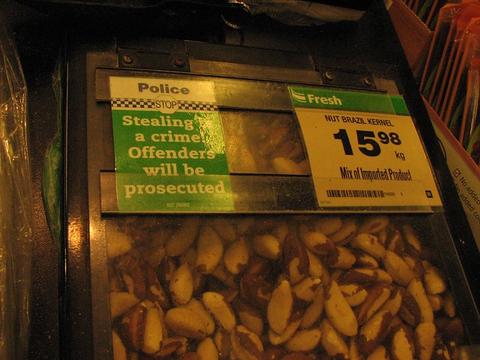 Police
STOP
Stealing
a crime.
Offenders
will be
prosecuted
Fresh
NUT BRAZIL KERNEL
15 98
kg
Mix of Imported Product